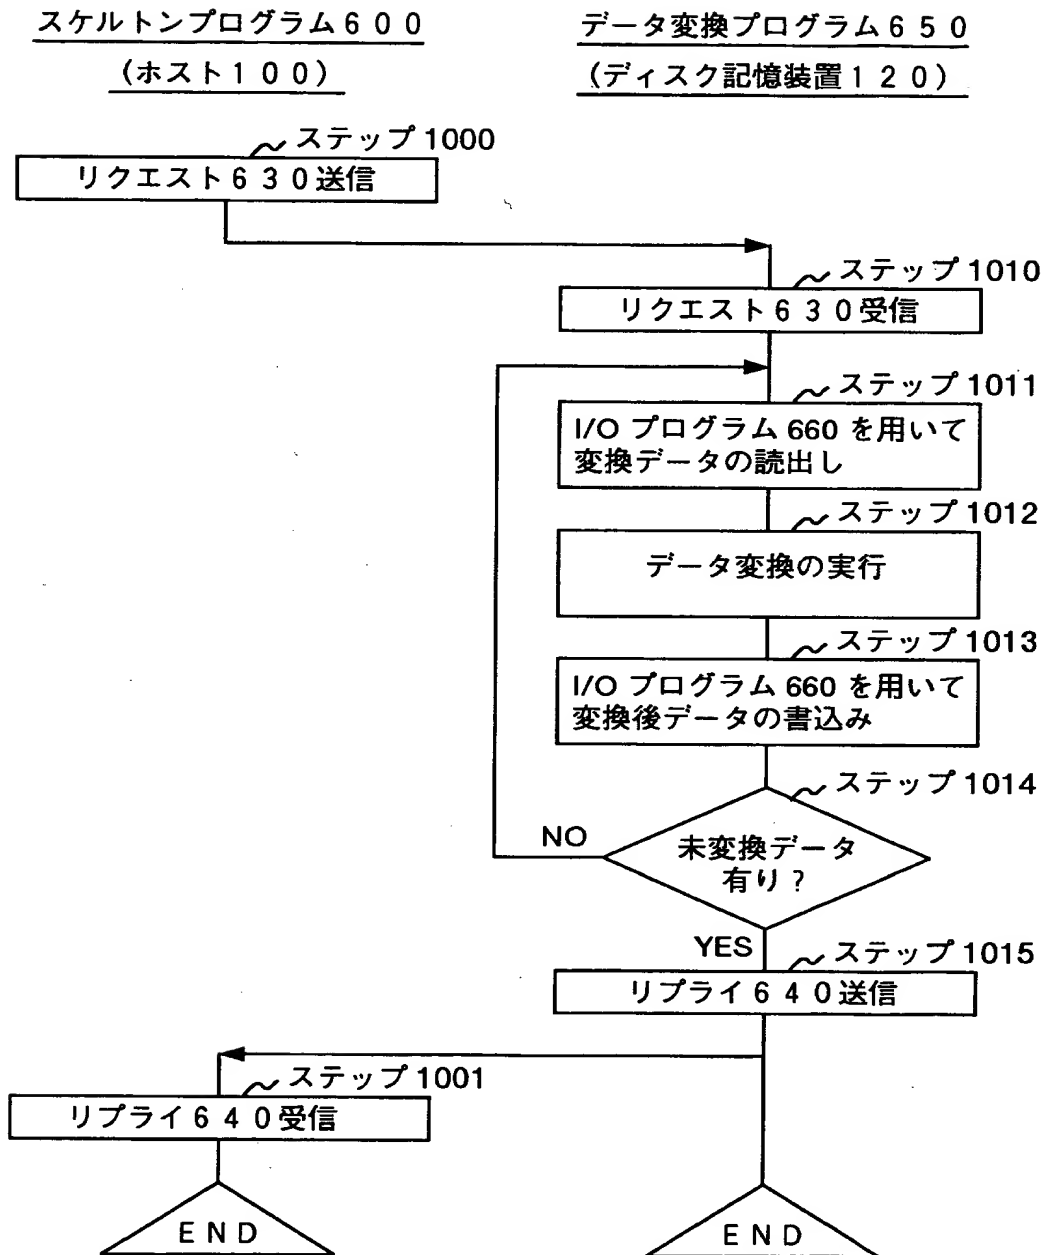 スケルトンプログラム６００
(ホスト１００)
データ変換プログラム６５０
(ディスク記憶装置１２０)
ステップ 1000
リクエスト６３０送信
ステップ 1010
リクエスト６３０受信
ステップ 1011
I/O プログラム 660 を用いて
変換データの読出し
ステップ 1012
データ変換の実行
ステップ 1013
I/O プログラム 660 を用いて
変換後データの書込み
ステップ 1014
NO
未変換データ
有り？
YES
ステップ 1015
リプライ６４０送信
ステップ 1001
リプライ６４０受信
ＥＮＤ
ＥＮＤ